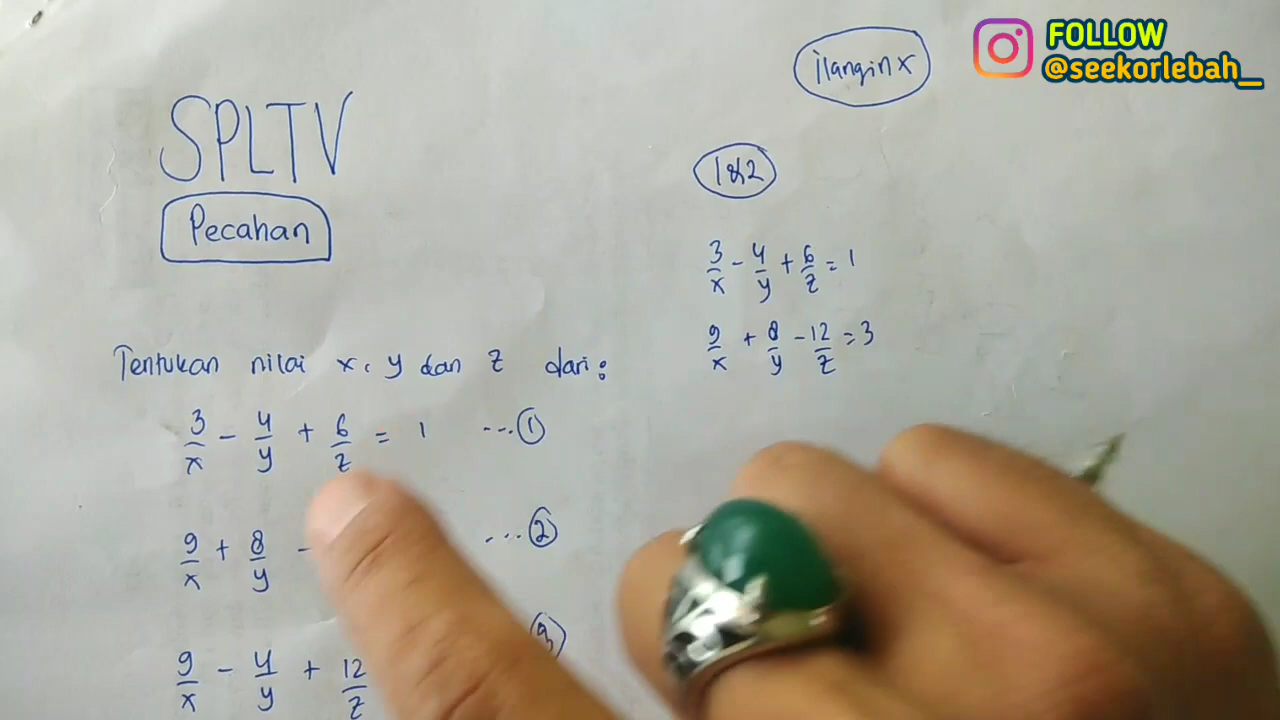 SPLTV
Pecahan
Tentukan nilai x, y dan z dari:
3/x - 4/y + 6/z = 1 ...①
9/x + 8/y - ...②
9/x - 4/y + 12/z
ilangin x
1&2
3/x - 4/y + 6/z = 1
9/x + 8/y - 12/z = 3
FOLLOW
@seekorlebah_